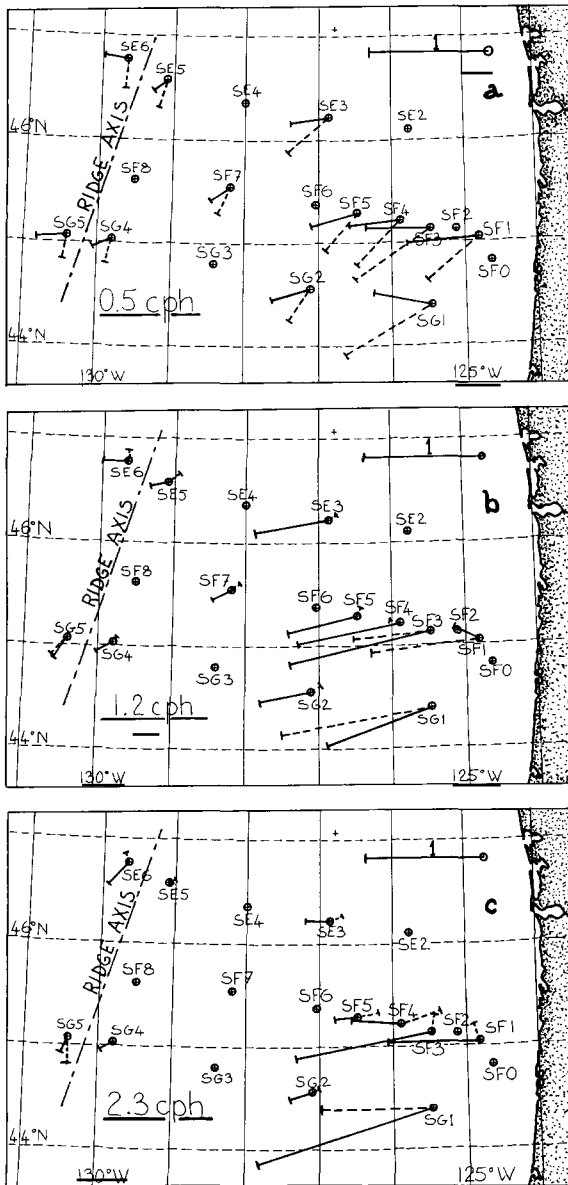 SE6
1
SE5
a
SE4
SE3
SE2
46°N
RIDGE AXIS
SF8
SF7
SF6
SF5
SF4
SF2
SF1
SG5
SG4
SF3
SG3
SF0
SG2
0.5 cph
SG1
44°N
130°W
125°W
1
SE6
SE5
b
SE4
SE3
SE2
46°N
RIDGE AXIS
SF8
SF7
SF6
SF5
SF4
SF3
SF2
SG5
SG4
SF1
SG3
SF0
SG2
1.2 cph
SG1
44°N
130°W
125°W
1
SE6
SE5
c
SE4
SE3
SE2
46°N
RIDGE AXIS
SF8
SF7
SF6
SF5
SF4
SF2
SF1
SG5
SG4
SF3
SG3
SF0
SG2
2.3 cph
SG1
44°N
130°W
125°W